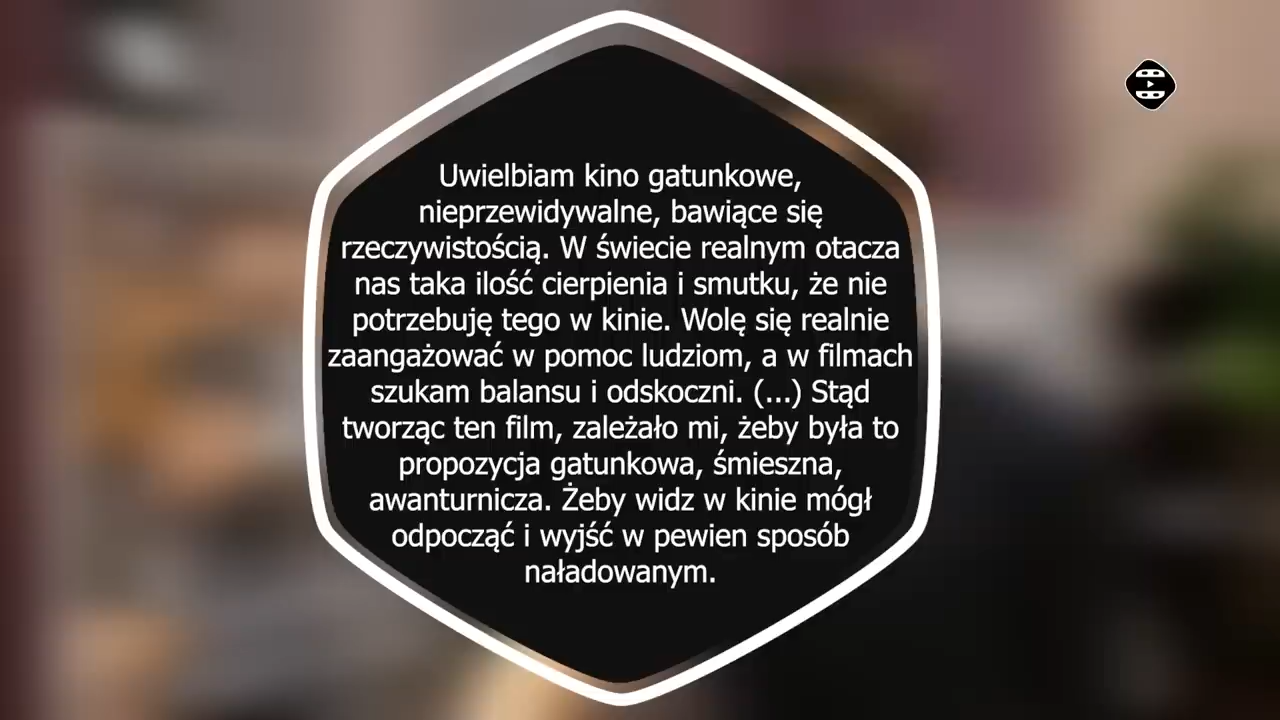 Uwielbiam kino gatunkowe,
nieprzewidywalne, bawiące się
rzeczywistością. W świecie realnym otacza
nas taka ilość cierpienia i smutku, że nie
potrzebuję tego w kinie. Wolę się realnie
zaangażować w pomoc ludziom, a w filmach
szukam balansu i odskoczni. (...) Stąd
tworząc ten film, zależało mi, żeby była to
propozycja gatunkowa, śmieszna,
awanturnicza. Żeby widz w kinie mógł
odpocząć i wyjść w pewien sposób
naładowanym.